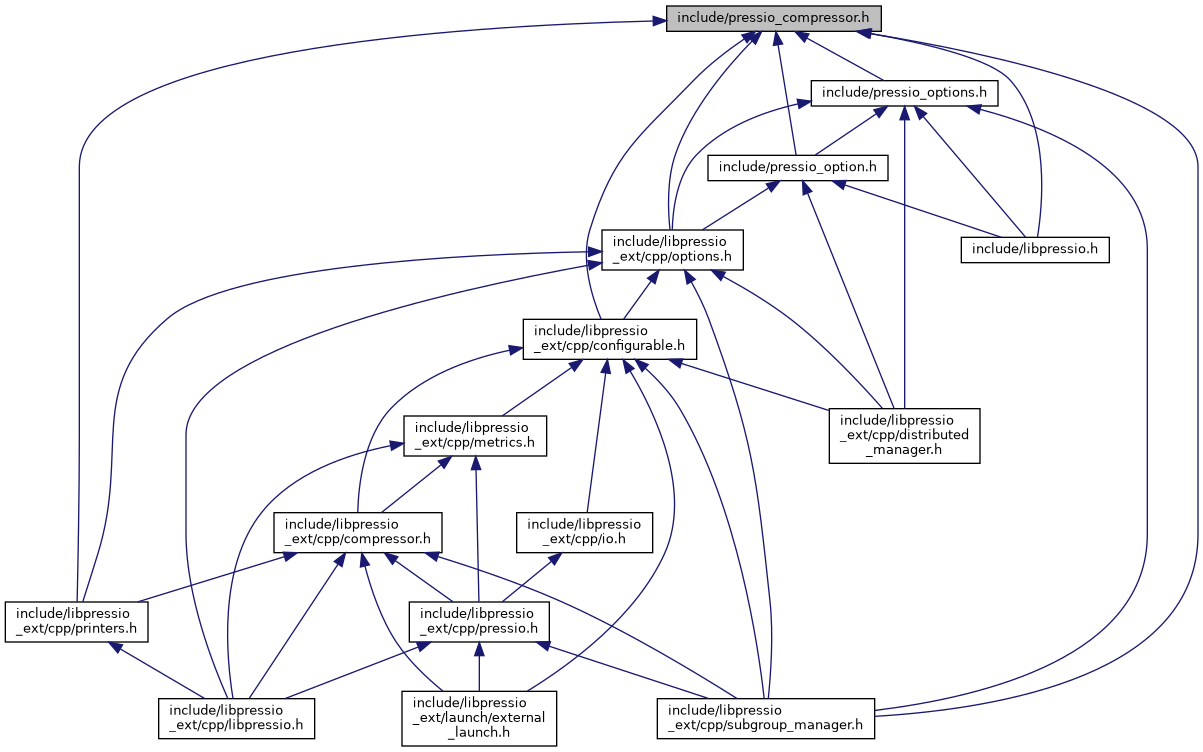 include/pressio_compressor.h
include/pressio_options.h
include/pressio_option.h
include/libpressio
_ext/cpp/options.h
include/libpressio.h
include/libpressio
_ext/cpp/configurable.h
include/libpressio
_ext/cpp/metrics.h
include/libpressio
_ext/cpp/distributed
_manager.h
include/libpressio
_ext/cpp/compressor.h
include/libpressio
_ext/cpp/io.h
include/libpressio
_ext/cpp/printers.h
include/libpressio
_ext/cpp/pressio.h
include/libpressio
_ext/cpp/libpressio.h
include/libpressio
_ext/launch/external
_launch.h
include/libpressio
_ext/cpp/subgroup_manager.h